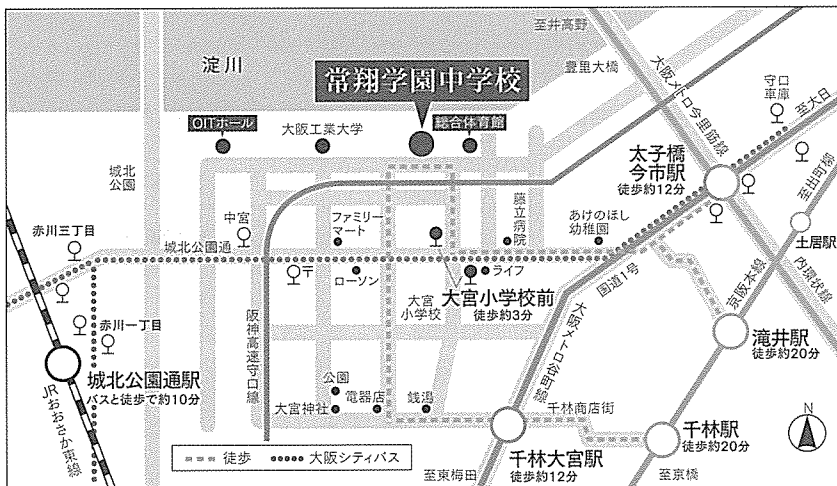 至井高野
淀川
豊里大橋
大阪メトロ今里筋線
守口
車庫
至大日
常翔学園中学校
OITホール
大阪工業大学
総合体育館
城北
公園
太子橋
今市駅
徒歩約12分
至出町柳
土居駅
赤川三丁目
中宮
城北公園通
ファミリー
マート
藤立病院
あけのほし
幼稚園
〒
ローソン
ライフ
国道1号
京阪本線
内環状線
大宮
小学校
大宮小学校前
徒歩約3分
赤川一丁目
阪神高速守口線
大阪メトロ谷町線
滝井駅
徒歩約20分
城北公園通駅
バスと徒歩で約10分
JRおおさか東線
公園
大宮神社
電器店
銭湯
千林商店街
N
徒歩
大阪シティバス
至東梅田
千林大宮駅
徒歩約12分
千林駅
徒歩約20分
至京橋